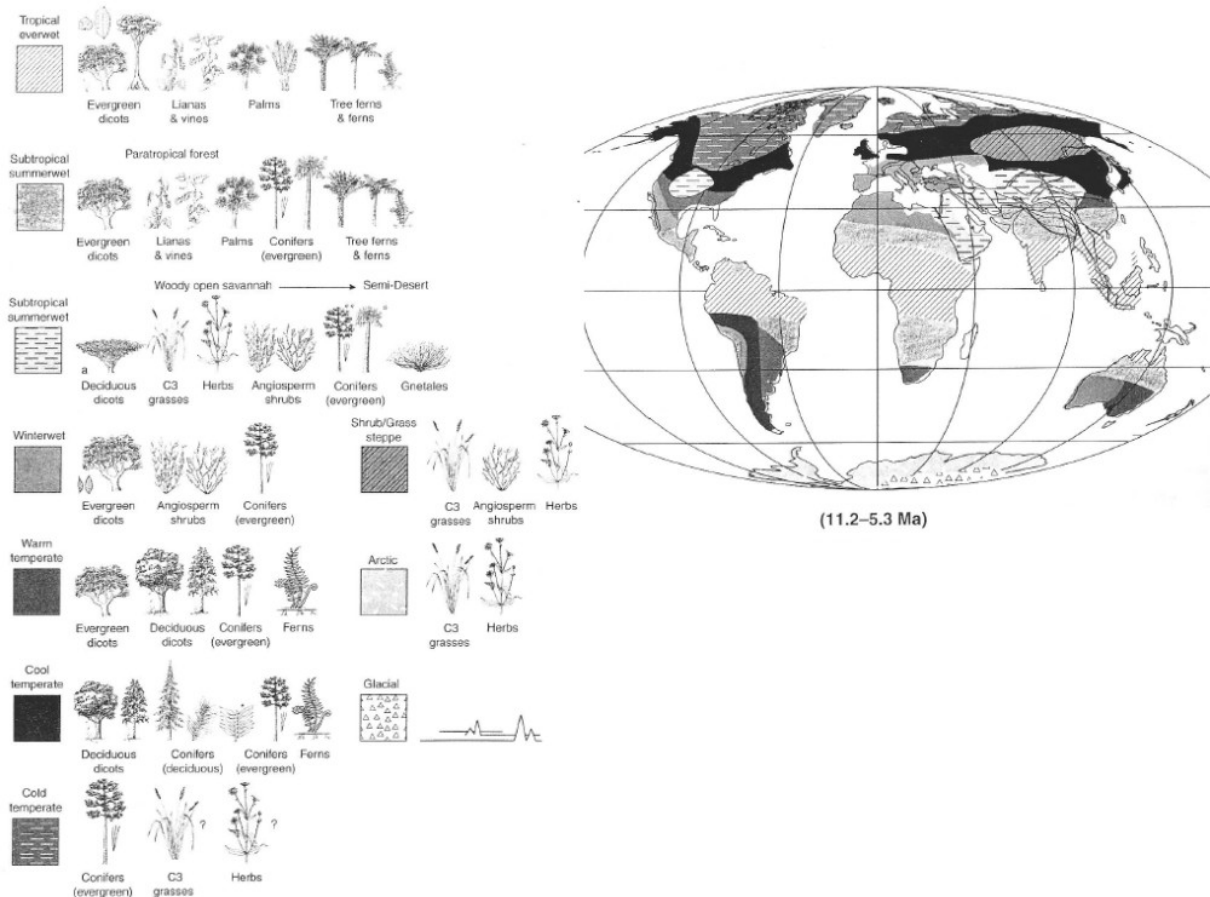 Tropical
everwet
Evergreen
dicots
Lianas
& vines
Palms
Tree ferns
& ferns
Subtropical
summerwet
Paratropical forest
Evergreen
dicots
Lianas
& vines
Palms
Conifers
(evergreen)
Tree ferns
& ferns
Woody open savannah
Semi-Desert
Subtropical
summerwet
a
Deciduous
dicots
C3
grasses
Herbs
Angiosperm
shrubs
Conifers
(evergreen)
Gnetales
Winterwet
Evergreen
dicots
Angiosperm
shrubs
Conifers
(evergreen)
Shrub/Grass
steppe
C3
grasses
Angiosperm
shrubs
Herbs
Warm
temperate
Evergreen
dicots
Deciduous
dicots
Conifers
(evergreen)
Ferns
Arctic
C3
grasses
Herbs
Cool
temperate
Deciduous
dicots
Conifers
(deciduous)
Conifers
(evergreen)
Ferns
Glacial
Cold
temperate
Conifers
(evergreen)
?
C3
grasses
?
Herbs
(11.2–5.3 Ma)